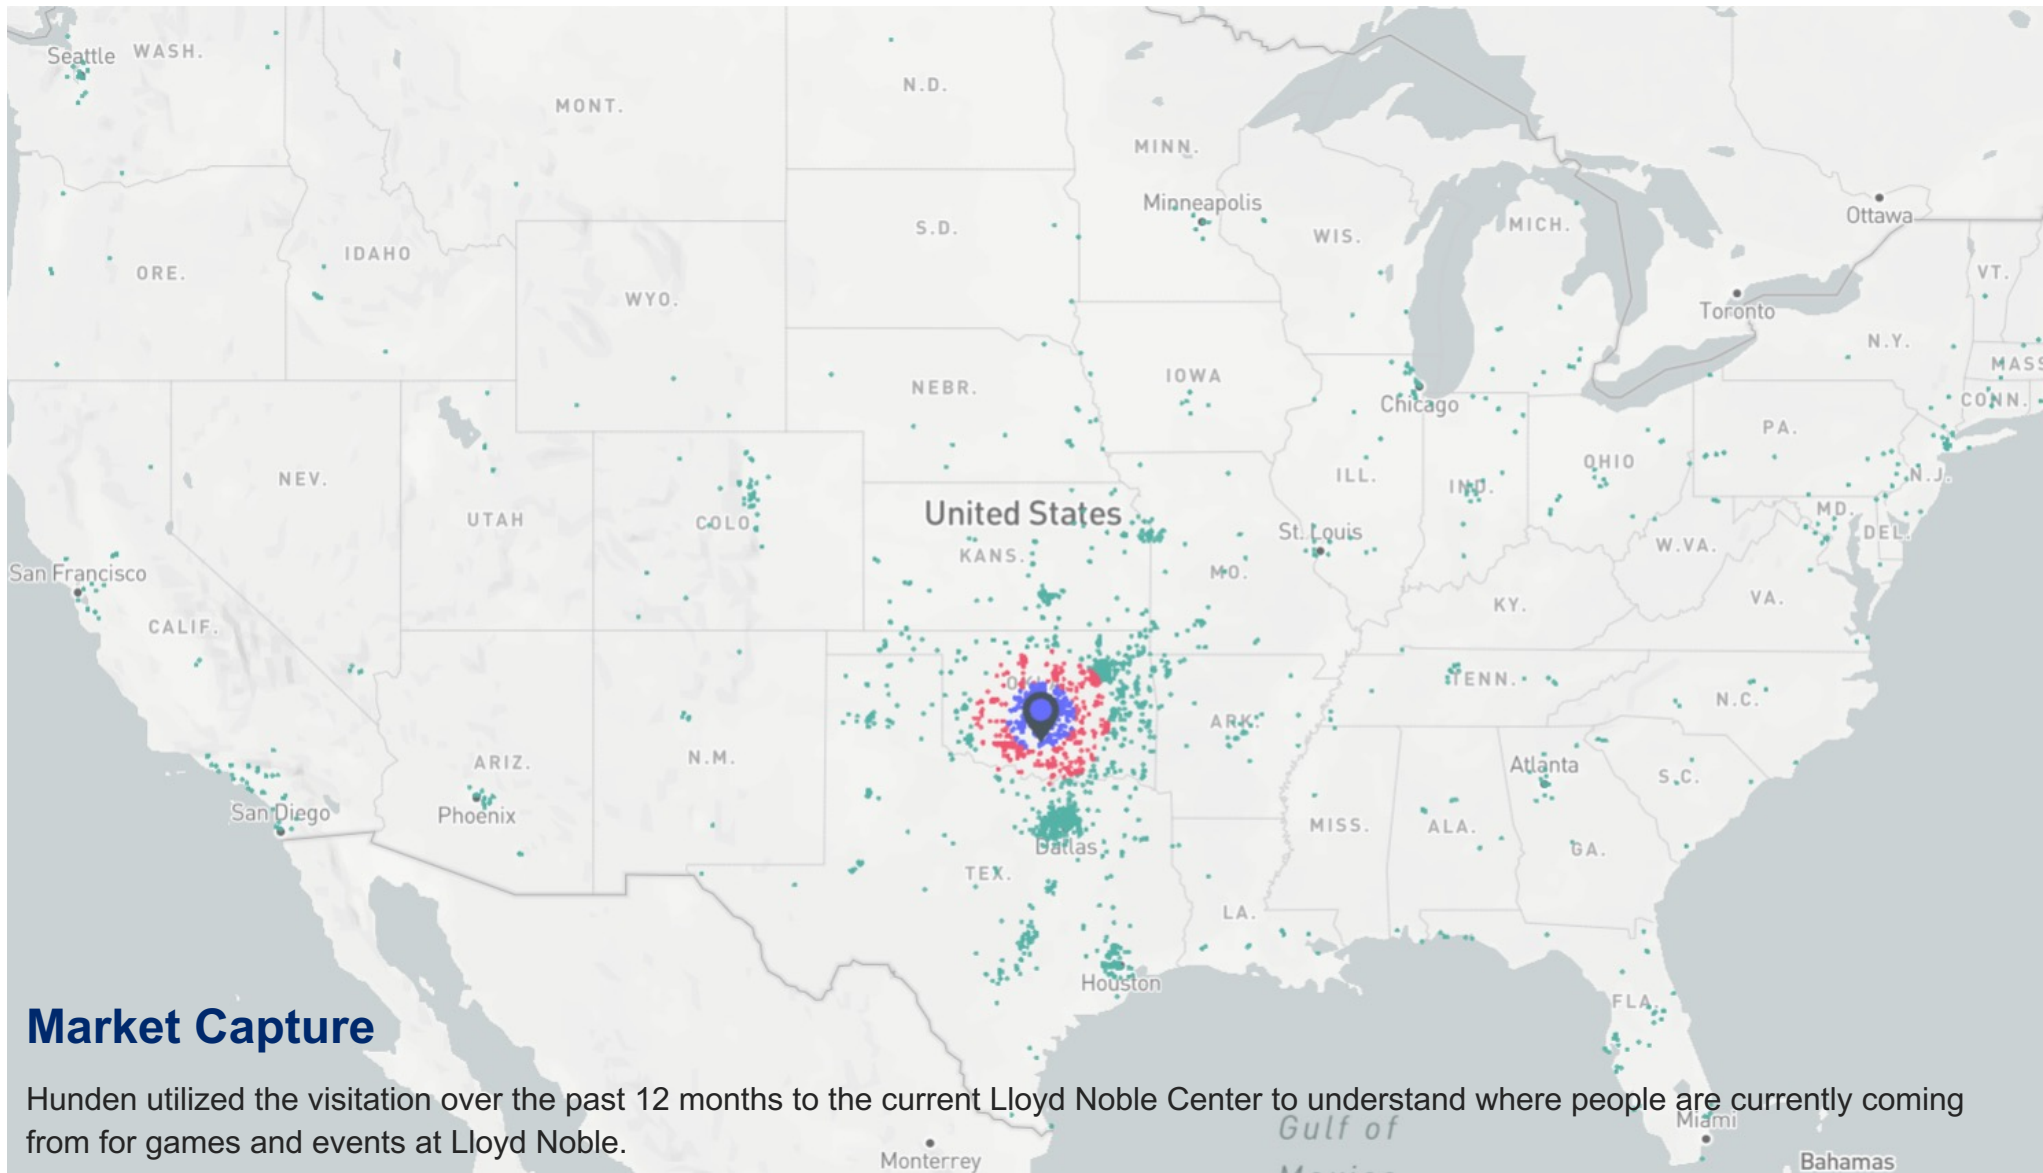 Seattle
WASH.
MONT.
N.D.
MINN.
Minneapolis
Ottawa
S.D.
WIS.
MICH.
ORE.
IDAHO
WYO.
VT.
Toronto
N.Y.
NEBR.
IOWA
MASS
Chicago
CONN.
PA.
NEV.
ILL.
IND.
OHIO
N.J.
UTAH
COLO
United States
St. Louis
MD.
DEL.
San Francisco
KANS.
MO.
W.VA.
CALIF.
KY.
VA.
OKLA
TENN.
N.C.
ARK.
ARIZ.
N.M.
Atlanta
S.C.
San Diego
Phoenix
MISS.
ALA.
GA.
Dallas
TEX.
LA.
Houston
FLA.
Market Capture
Hunden utilized the visitation over the past 12 months to the current Lloyd Noble Center to understand where people are currently coming
from for games and events at Lloyd Noble.
Miami
Gulf of
Mexico
Monterrey
Bahamas